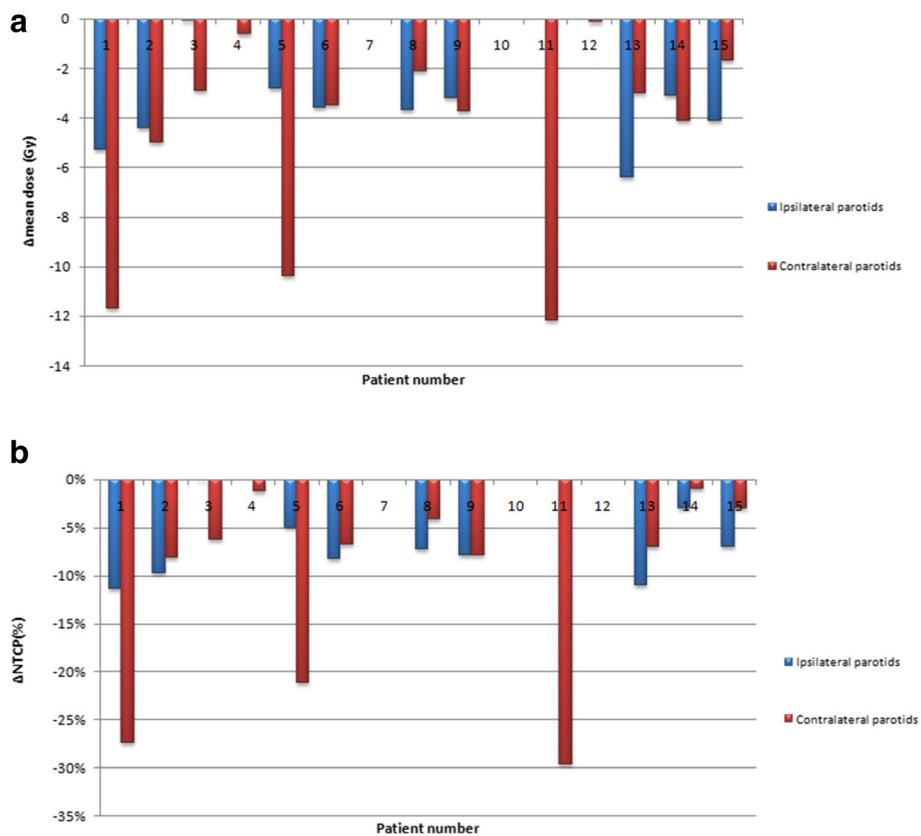 a
0
1 2 3 4 5 6 7 8 9 10 11 12 13 14 15
-2
-4
-6
-8
-10
-12
-14
Δmean dose (Gy)
Patient number
Ipsilateral parotids
Contralateral parotids
b
0%
1 2 3 4 5 6 7 8 9 10 11 12 13 14 15
-5%
-10%
-15%
-20%
-25%
-30%
-35%
ΔNTCP(%)
Patient number
Ipsilateral parotids
Contralateral parotids